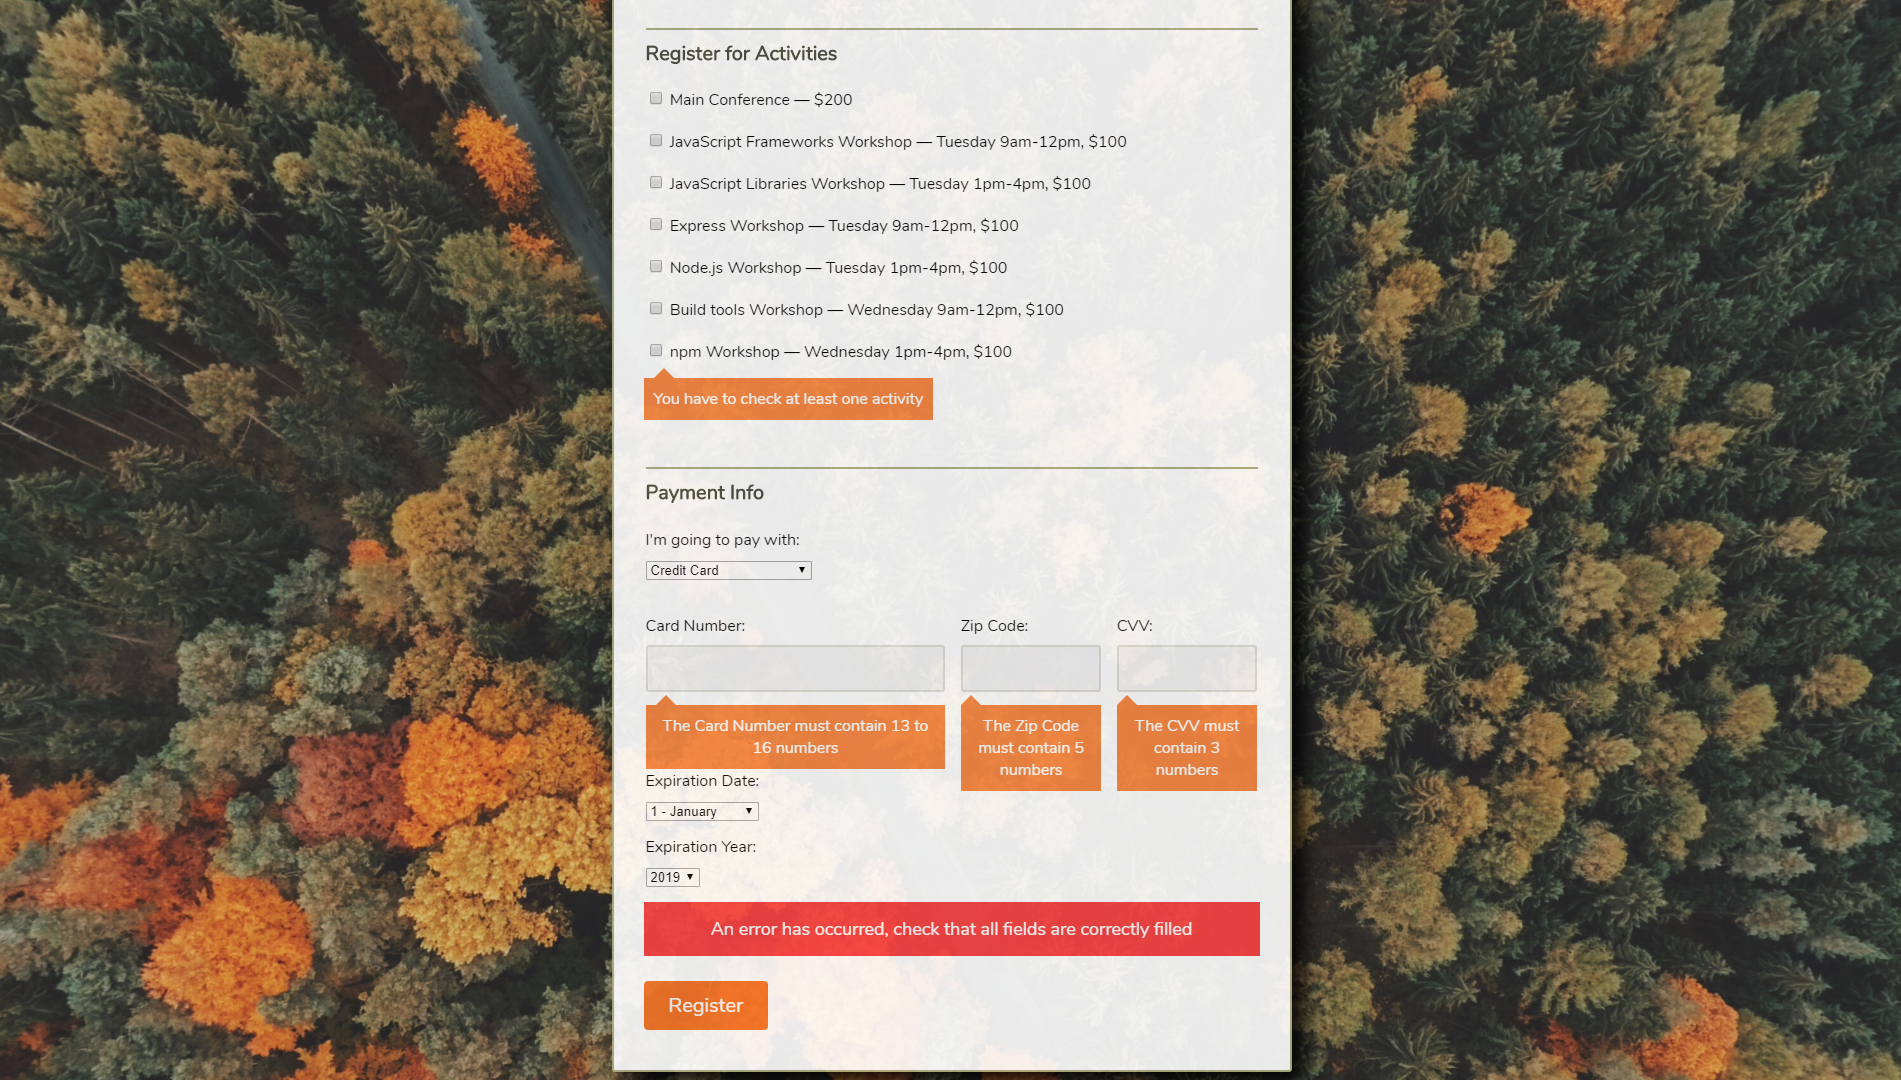 Register for Activities
Main Conference — $200
JavaScript Frameworks Workshop — Tuesday 9am-12pm, $100
JavaScript Libraries Workshop — Tuesday 1pm-4pm, $100
Express Workshop — Tuesday 9am-12pm, $100
Node.js Workshop — Tuesday 1pm-4pm, $100
Build tools Workshop — Wednesday 9am-12pm, $100
npm Workshop — Wednesday 1pm-4pm, $100
You have to check at least one activity
Payment Info
I'm going to pay with:
Credit Card
Card Number:
Zip Code:
CVV:
The Card Number must contain 13 to
16 numbers
The Zip Code
must contain 5
numbers
The CVV must
contain 3
numbers
Expiration Date:
1 - January
Expiration Year:
2019
An error has occurred, check that all fields are correctly filled
Register